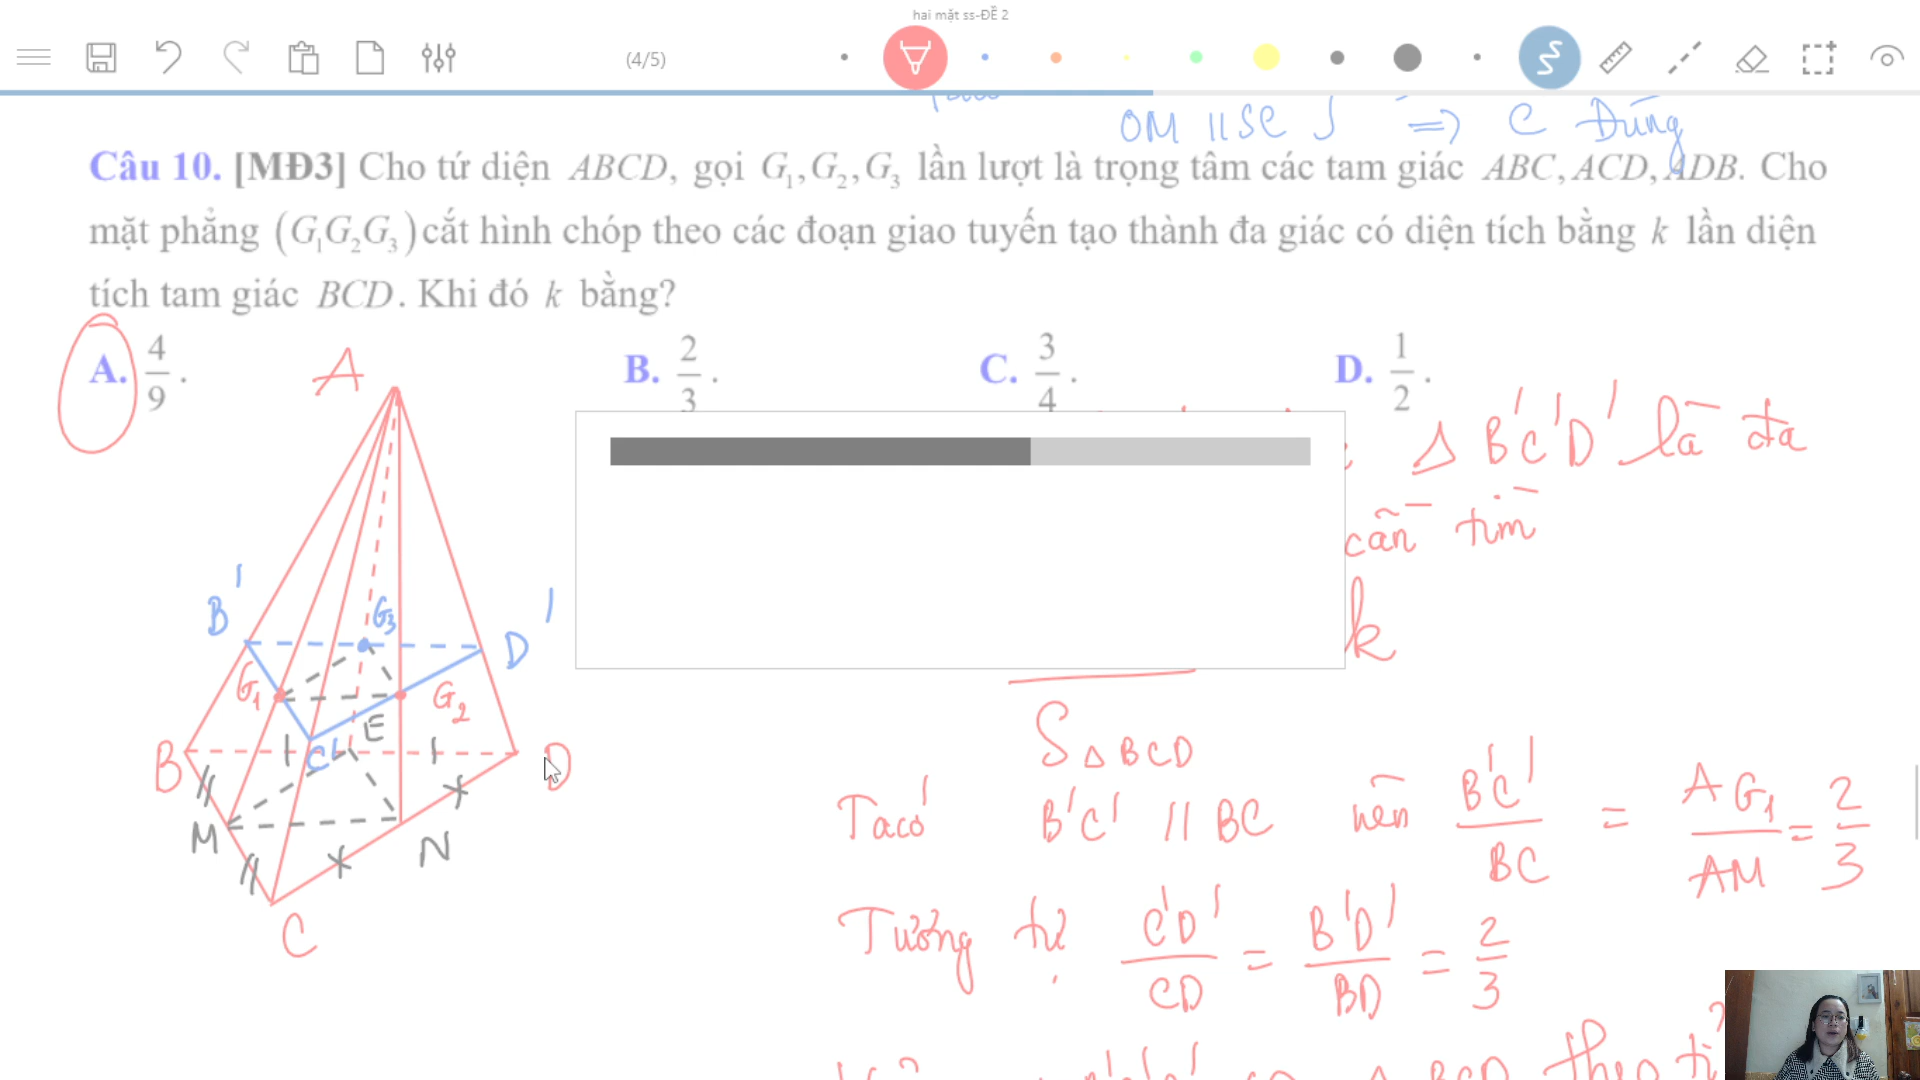 hai mặt ss-ĐỀ 2
(4/5)
OM // SC } => C Đúng
Câu 10. [MĐ3] Cho tứ diện ABCD, gọi G₁,G₂,G₃ lần lượt là trọng tâm các tam giác ABC,ACD,ADB. Cho
mặt phẳng (G₁G₂G₃) cắt hình chóp theo các đoạn giao tuyến tạo thành đa giác có diện tích bằng k lần diện
tích tam giác BCD. Khi đó k bằng?
A. 4/9. B. 2/3. C. 3/4. D. 1/2.
A
Δ B'C'D' là đa
cần tìm
B' G₃ D'
k
G₁ G₂
E
S Δ BCD
B C' D
Ta có B'C' // BC nên B'C'/BC = AG₁/AM = 2/3
M N
C
Tương tự C'D'/CD = B'D'/BD = 2/3
Δ BCD theo tỉ